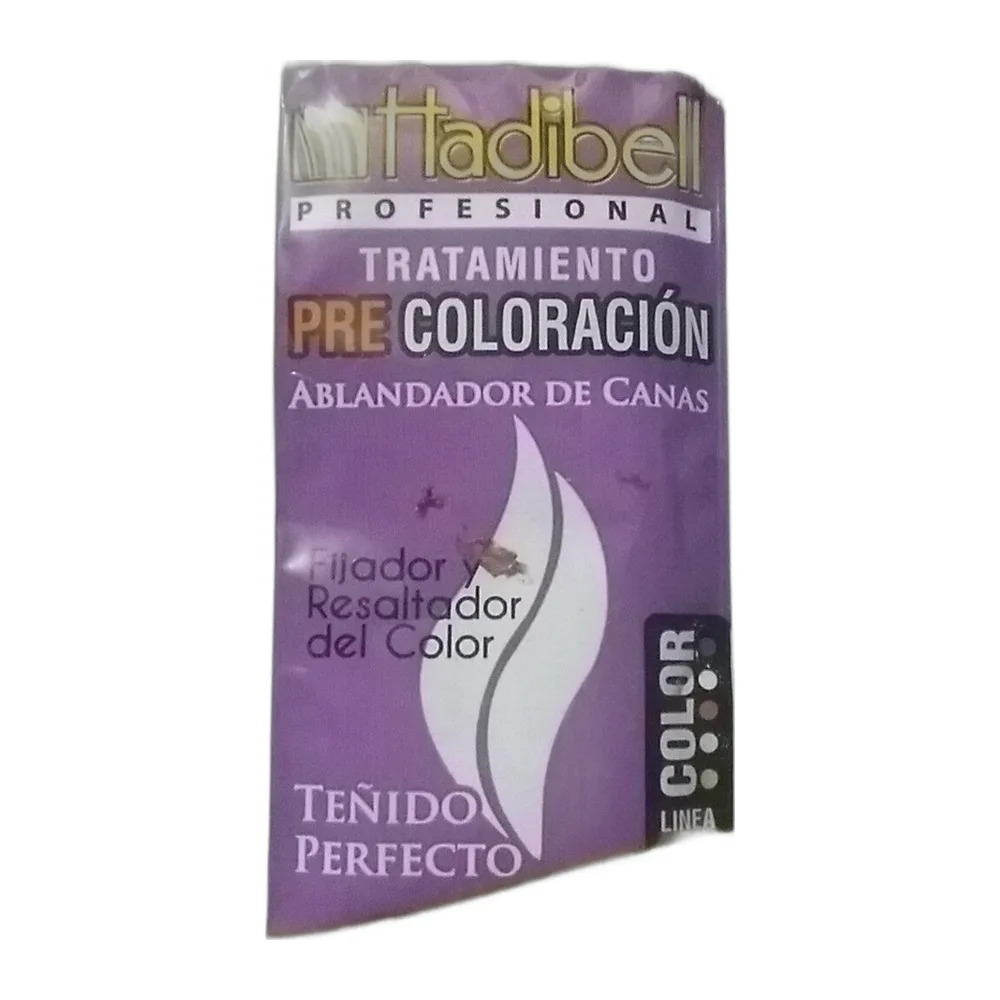 Hadibell
PROFESIONAL
TRATAMIENTO
PRE COLORACIÓN
ABLANDADOR DE CANAS
Fijador y
Resaltador
del Color
TEÑIDO
PERFECTO
COLOR
LINEA